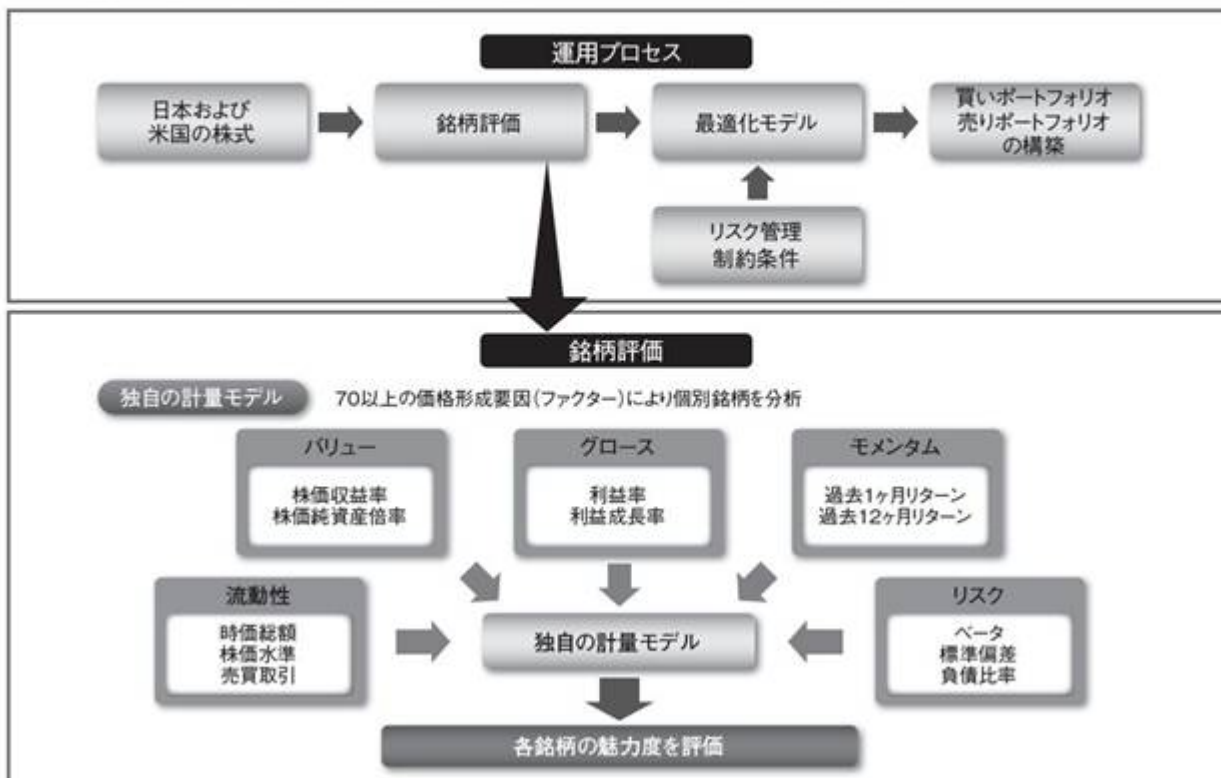 運用プロセス
日本および
米国の株式
銘柄評価
最適化モデル
買いポートフォリオ
売りポートフォリオ
の構築
リスク管理
制約条件
銘柄評価
独自の計量モデル
70以上の価格形成要因(ファクター)により個別銘柄を分析
バリュー
株価収益率
株価純資産倍率
グロース
利益率
利益成長率
モメンタム
過去1ヶ月リターン
過去12ヶ月リターン
流動性
時価総額
株価水準
売買取引
独自の計量モデル
リスク
ベータ
標準偏差
負債比率
各銘柄の魅力度を評価